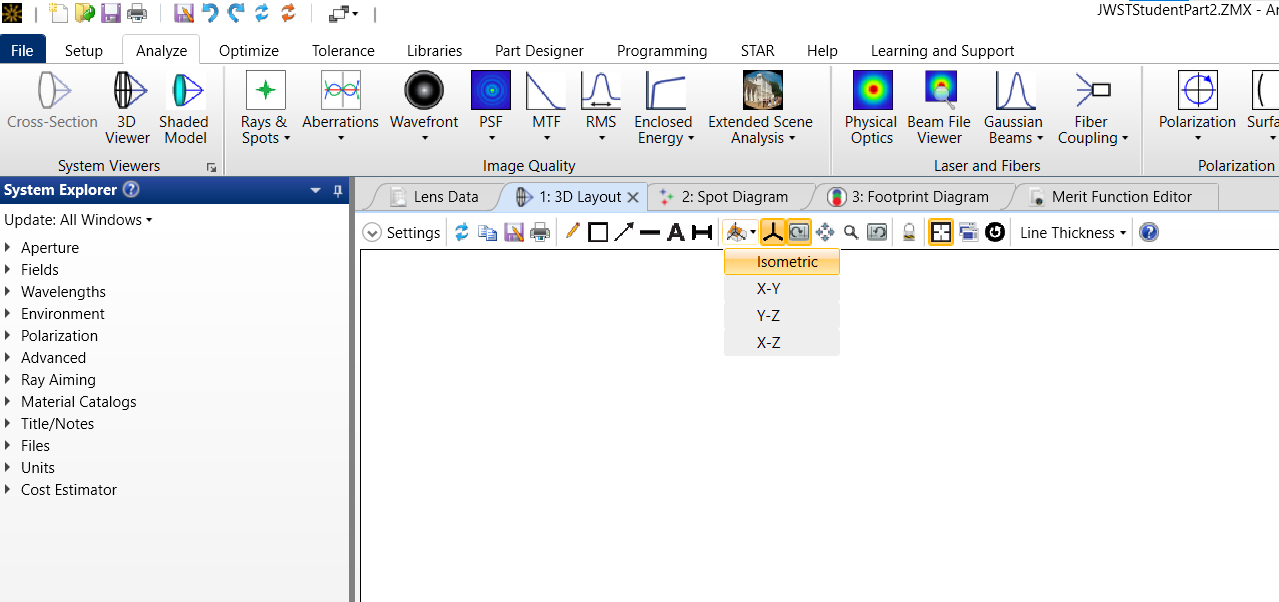 JWSTStudentPart2.ZMX - Ar
File Setup Analyze Optimize Tolerance Libraries Part Designer Programming STAR Help Learning and Support
Cross-Section
3D Viewer
Shaded Model
Rays & Spots
Aberrations
Wavefront
PSF
MTF
RMS
Enclosed Energy
Extended Scene Analysis
Physical Optics
Beam File Viewer
Gaussian Beams
Fiber Coupling
Polarization
Surfa
System Viewers
Image Quality
Laser and Fibers
Polarization
System Explorer ?
Lens Data
1: 3D Layout
2: Spot Diagram
3: Footprint Diagram
Merit Function Editor
Update: All Windows
Settings
A
Line Thickness
?
Aperture
Fields
Wavelengths
Environment
Polarization
Advanced
Ray Aiming
Material Catalogs
Title/Notes
Files
Units
Cost Estimator
Isometric
X-Y
Y-Z
X-Z